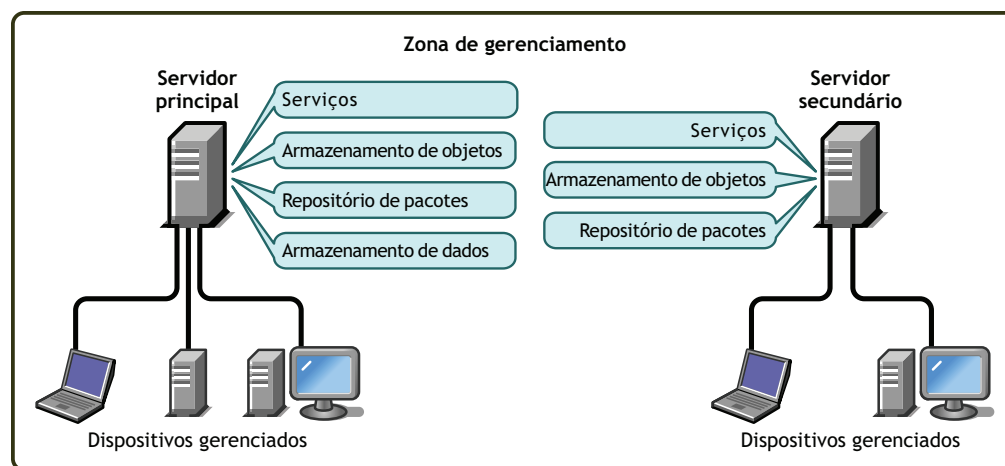 Zona de gerenciamento
Servidor
principal
Serviços
Armazenamento de objetos
Repositório de pacotes
Armazenamento de dados
Servidor
secundário
Serviços
Armazenamento de objetos
Repositório de pacotes
Dispositivos gerenciados
Dispositivos gerenciados